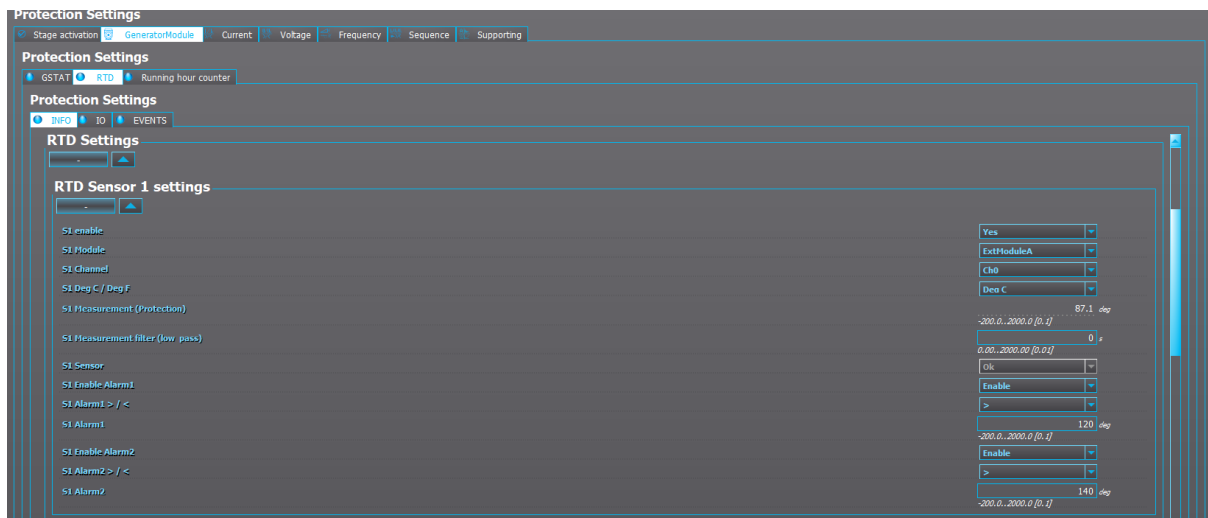 Protection Settings
Stage activation GeneratorModule Current Voltage Frequency Sequence Supporting
Protection Settings
GSTAT RTD Running hour counter
Protection Settings
INFO IO EVENTS
RTD Settings
-
RTD Sensor 1 settings
-
S1 enable Yes
S1 Module ExtModuleA
S1 Channel Ch0
S1 Deg C / Deg F Deg C
S1 Measurement (Protection) 87.1 deg
-200.0..2000.0 [0.1]
S1 Measurement filter (low pass) 0 s
0.00..2000.00 [0.01]
S1 Sensor Ok
S1 Enable Alarm1 Enable
S1 Alarm1 > / < >
S1 Alarm1 120 deg
-200.0..2000.0 [0.1]
S1 Enable Alarm2 Enable
S1 Alarm2 > / < >
S1 Alarm2 140 deg
-200.0..2000.0 [0.1]